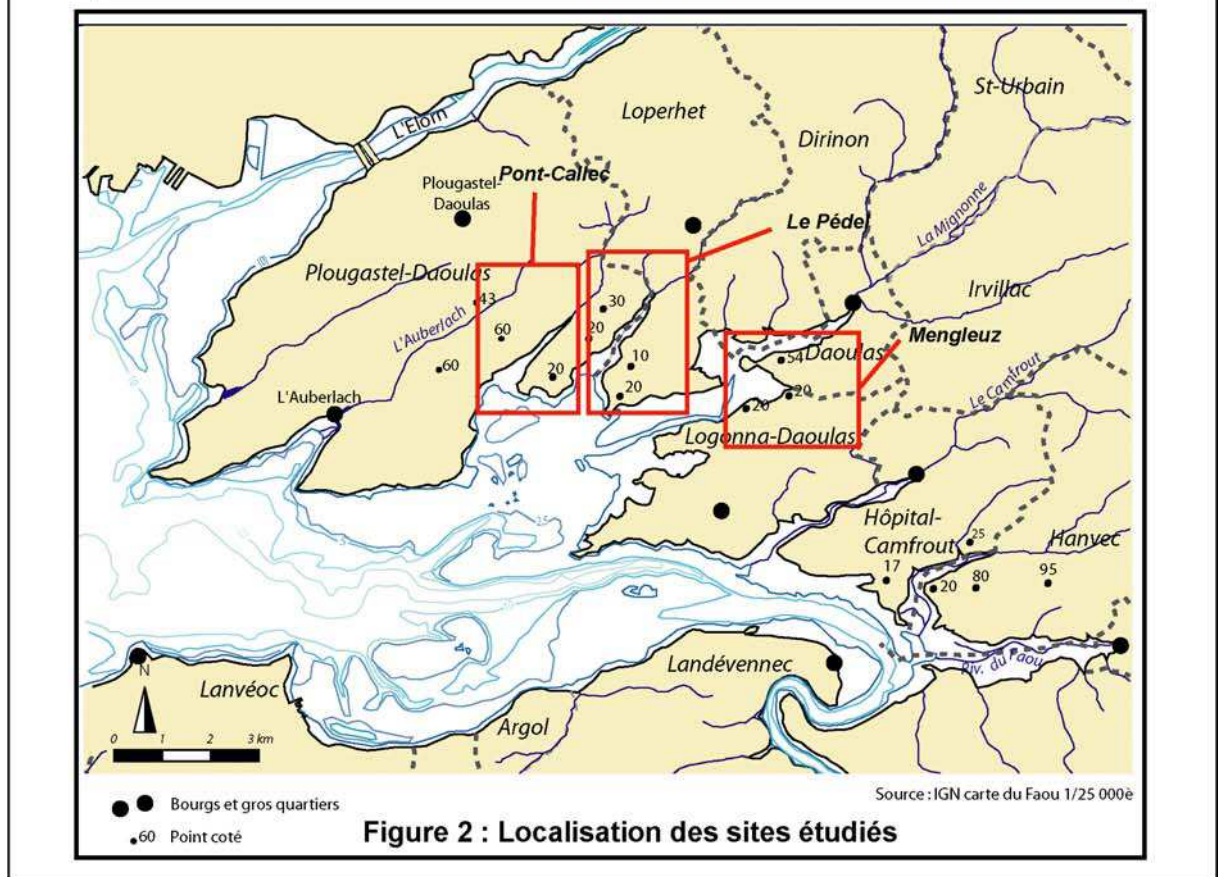 St-Urbain
Loperhet
L'Elorn
Dirinon
Pont-Callec
Plougastel-
Daoulas
La Mignonne
Le Pédel
Plougastel-Daoulas
Irvillac
43
30
L'Auberlach
60
20
Mengleuz
60
10
54
Daoulas
20
20
20
20
Le Camfrout
L'Auberlach
Logonna-Daoulas
Hôpital-
Camfrout
25
Hanvec
17
20
80
95
Landévennec
Riv. du Faou
N
Lanvéoc
Argol
0 1 2 3 km
Source : IGN carte du Faou 1/25 000è
Bourgs et gros quartiers
60 Point coté
Figure 2 : Localisation des sites étudiés